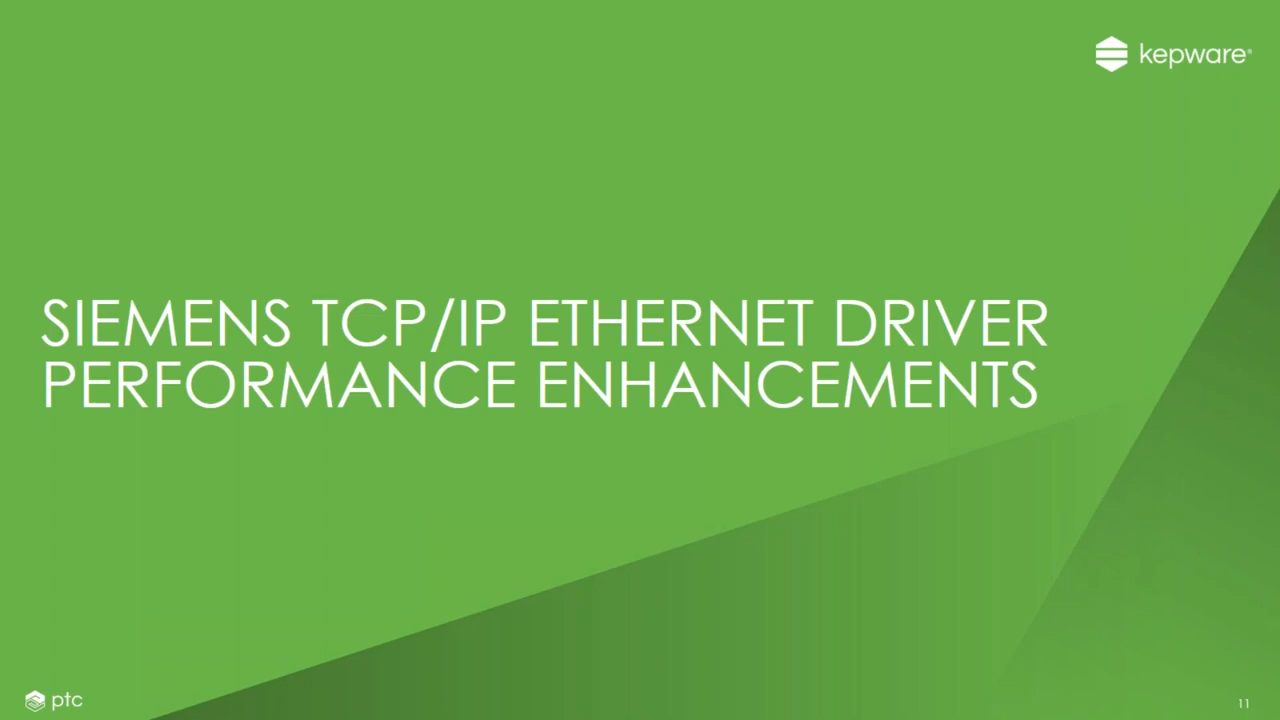 kepware®
SIEMENS TCP/IP ETHERNET DRIVER
PERFORMANCE ENHANCEMENTS
ptc
11